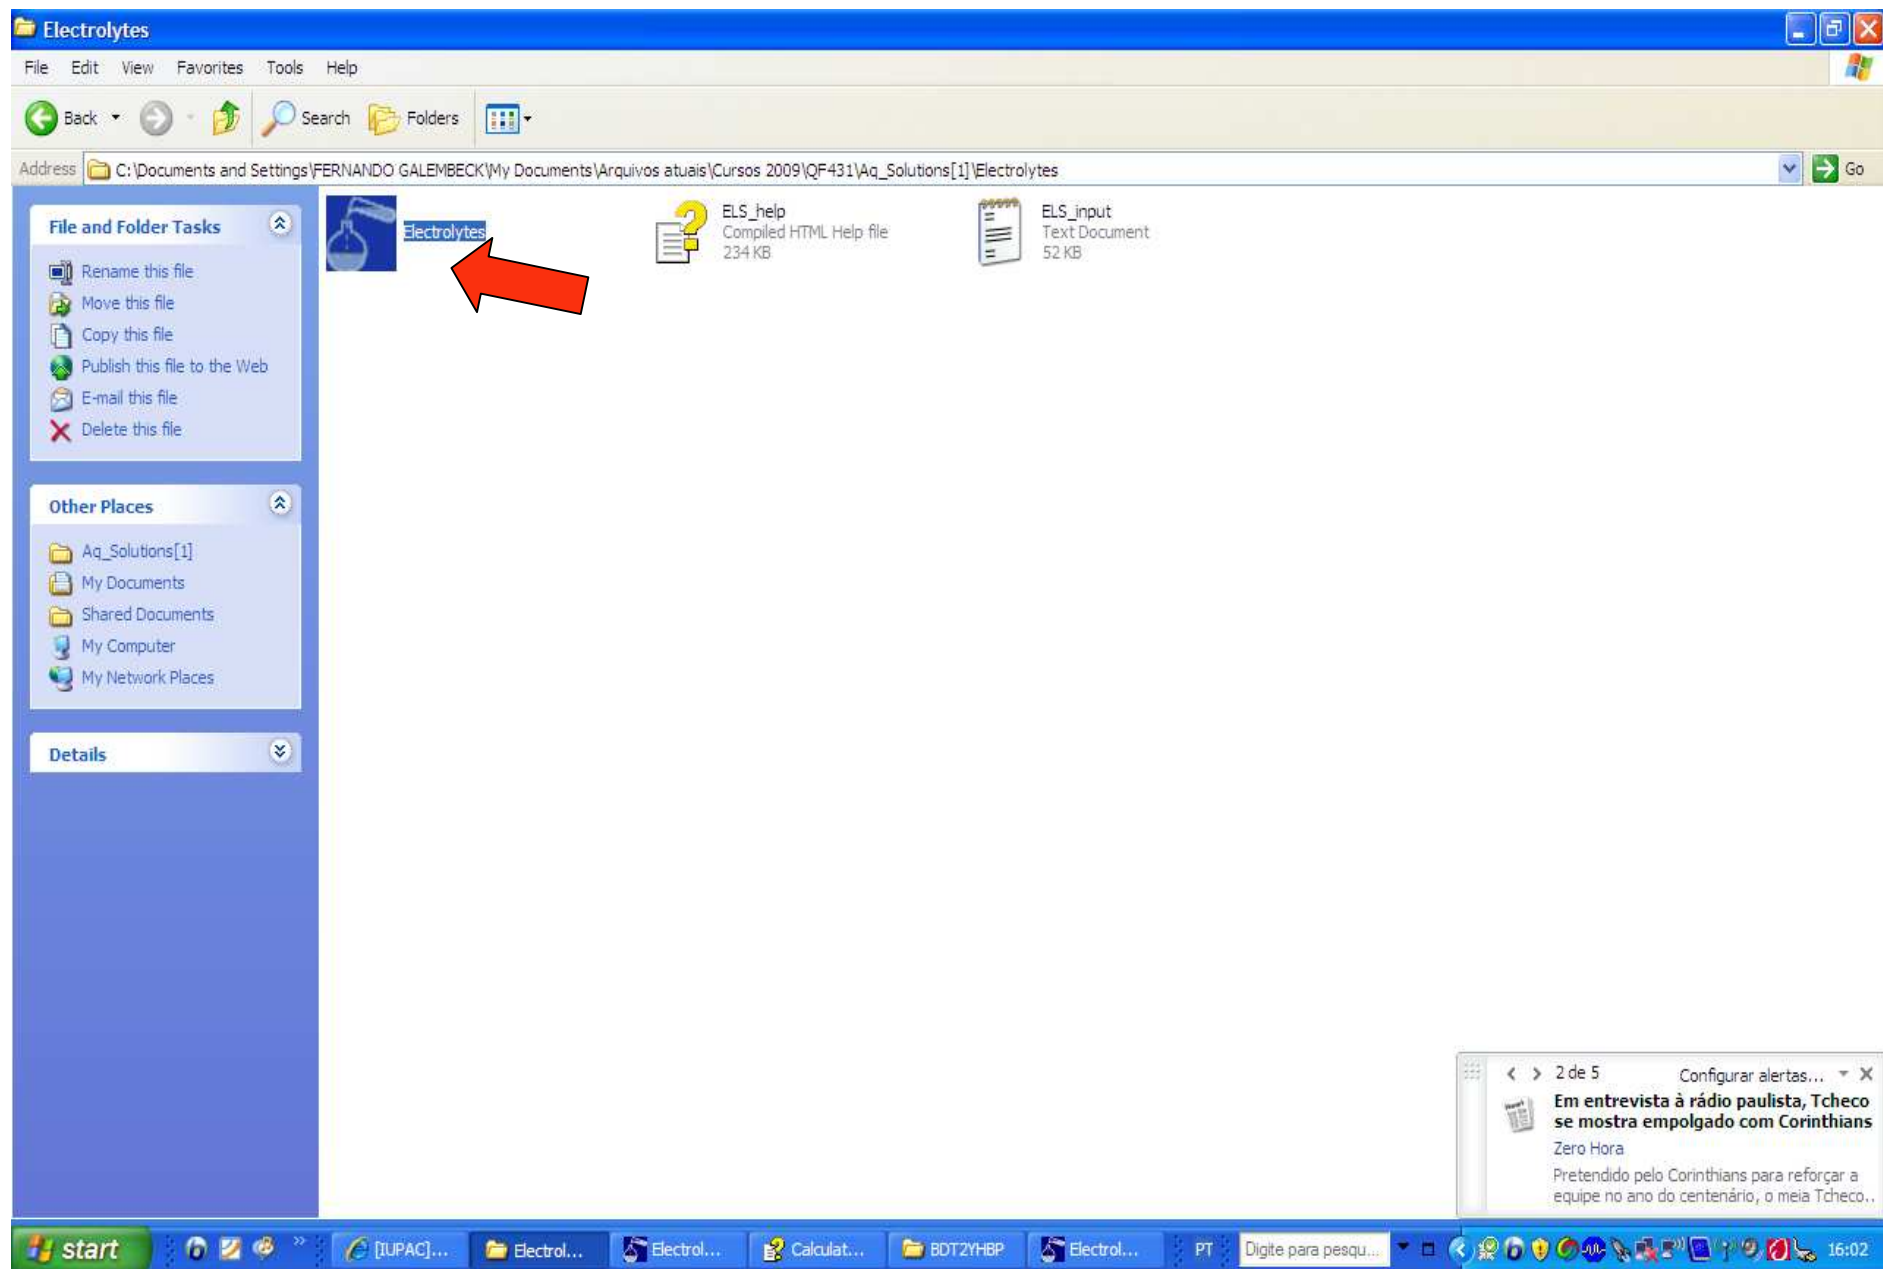 Electrolytes
File Edit View Favorites Tools Help
Back Search Folders
Address C:\Documents and Settings\FERNANDO GALEMBECK\My Documents\Arquivos atuais\Cursos 2009\QF431\Aq_Solutions[1]\Electrolytes Go
File and Folder Tasks
Rename this file
Move this file
Copy this file
Publish this file to the Web
E-mail this file
Delete this file
Other Places
Aq_Solutions[1]
My Documents
Shared Documents
My Computer
My Network Places
Details
Electrolytes
ELS_help
Compiled HTML Help file
234 KB
ELS_input
Text Document
52 KB
2 de 5 Configurar alertas...
Em entrevista à rádio paulista, Tcheco
se mostra empolgado com Corinthians
Zero Hora
Pretendido pelo Corinthians para reforçar a
equipe no ano do centenário, o meia Tcheco..
start [IUPAC]... Electrol... Electrol... Calculat... BDT2YHBP Electrol... PT Digite para pesqu... 16:02